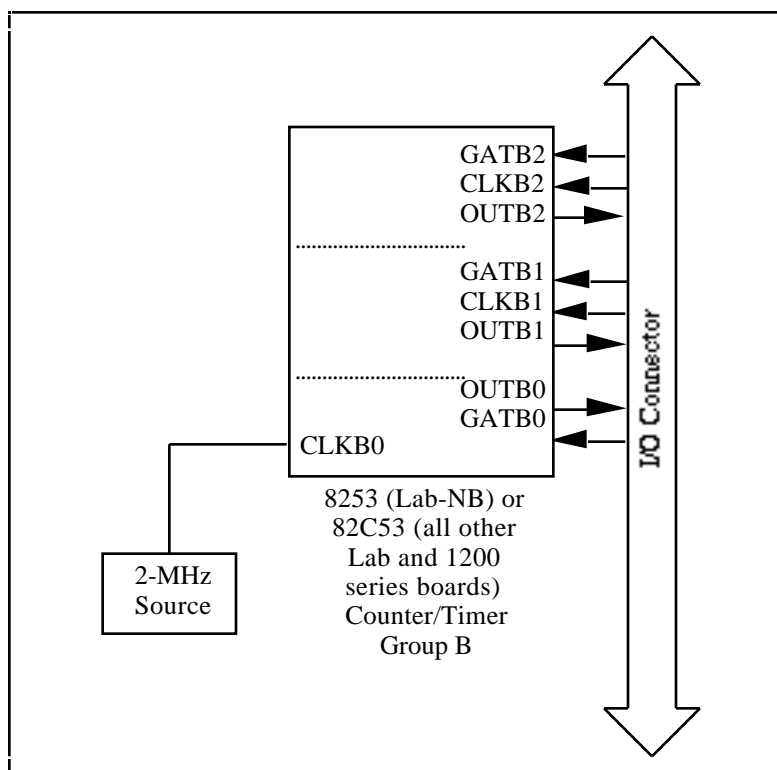 GATB2
CLKB2
OUTB2
GATB1
CLKB1
OUTB1
OUTB0
GATB0
CLKB0
I/O Connector
2-MHz
Source
8253 (Lab-NB) or
82C53 (all other
Lab and 1200
series boards)
Counter/Timer
Group B